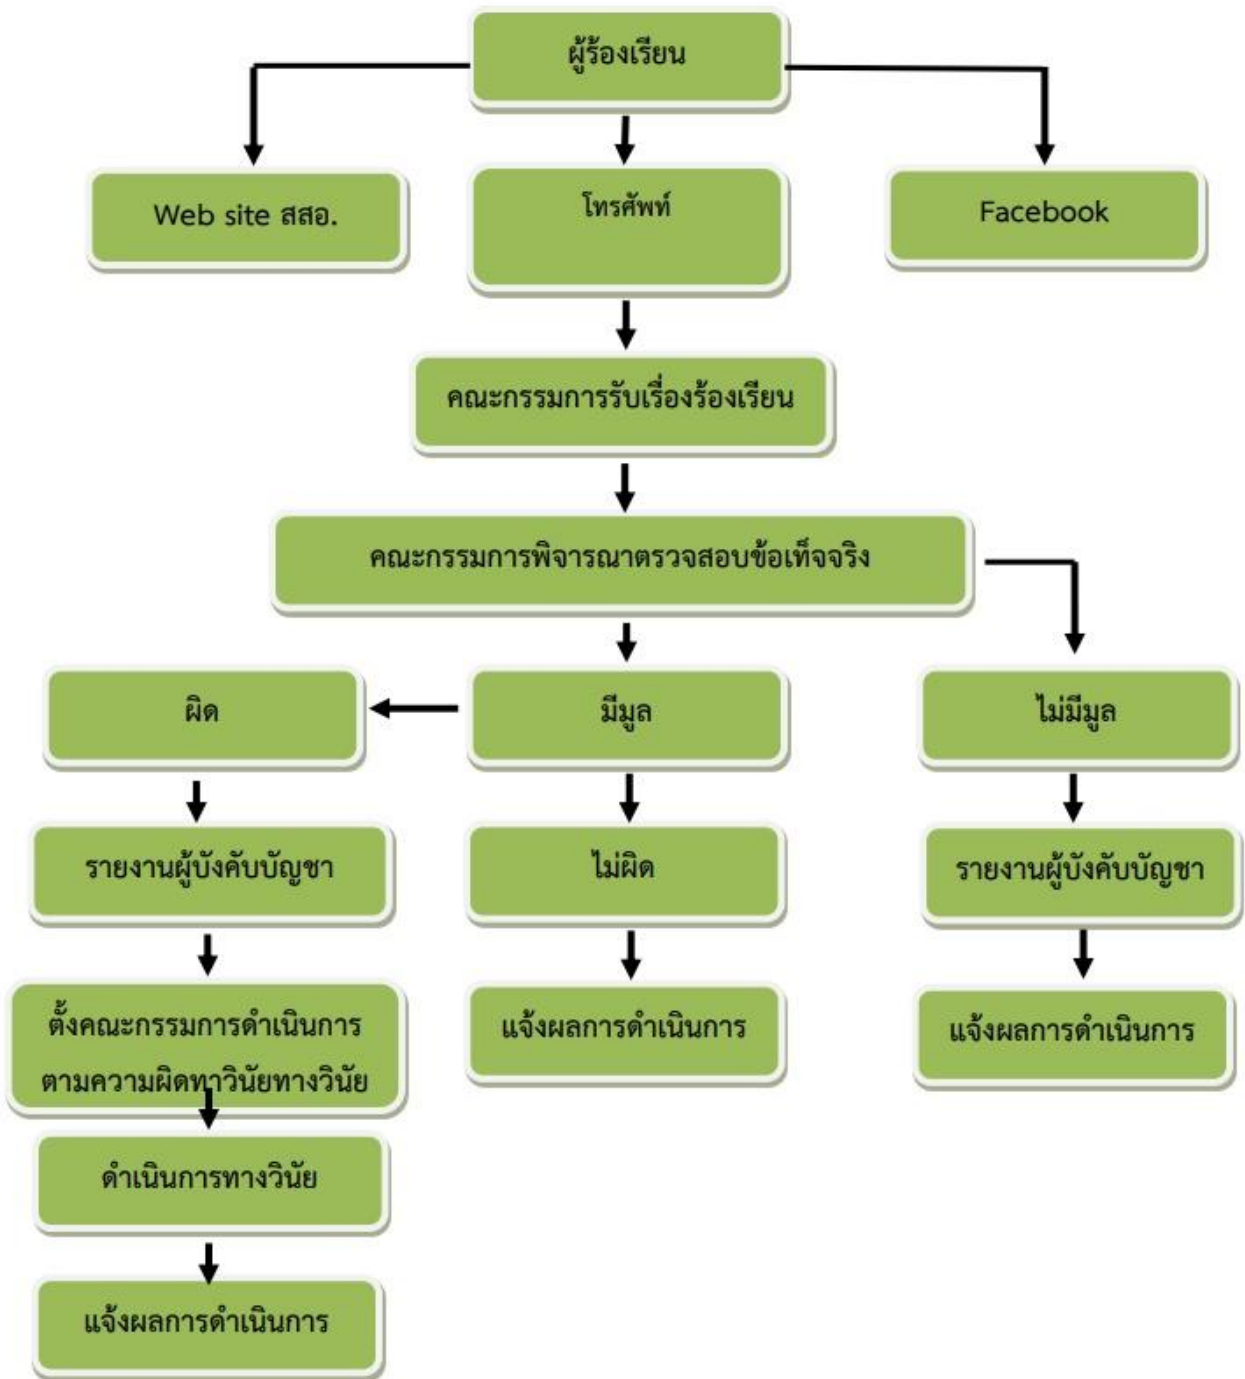 ผู้ร้องเรียน
Web site สสอ.
โทรศัพท์
Facebook
คณะกรรมการรับเรื่องร้องเรียน
คณะกรรมการพิจารณาตรวจสอบข้อเท็จจริง
ผิด
มีมูล
ไม่มีมูล
รายงานผู้บังคับบัญชา
ไม่ผิด
รายงานผู้บังคับบัญชา
ตั้งคณะกรรมการดำเนินการ
ตามความผิดทาวินัยทางวินัย
แจ้งผลการดำเนินการ
แจ้งผลการดำเนินการ
ดำเนินการทางวินัย
แจ้งผลการดำเนินการ